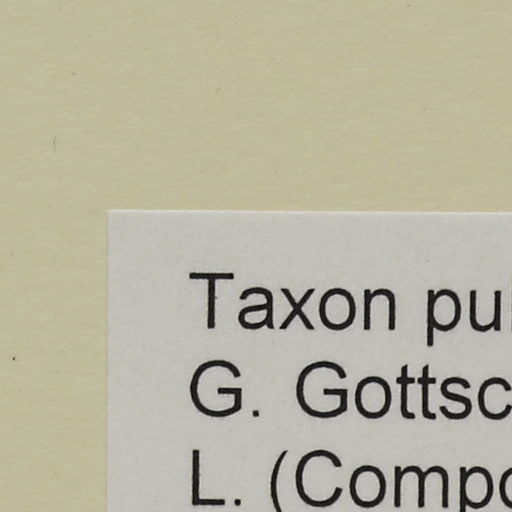 Taxon pu
G. Gottsc
L. (Compo